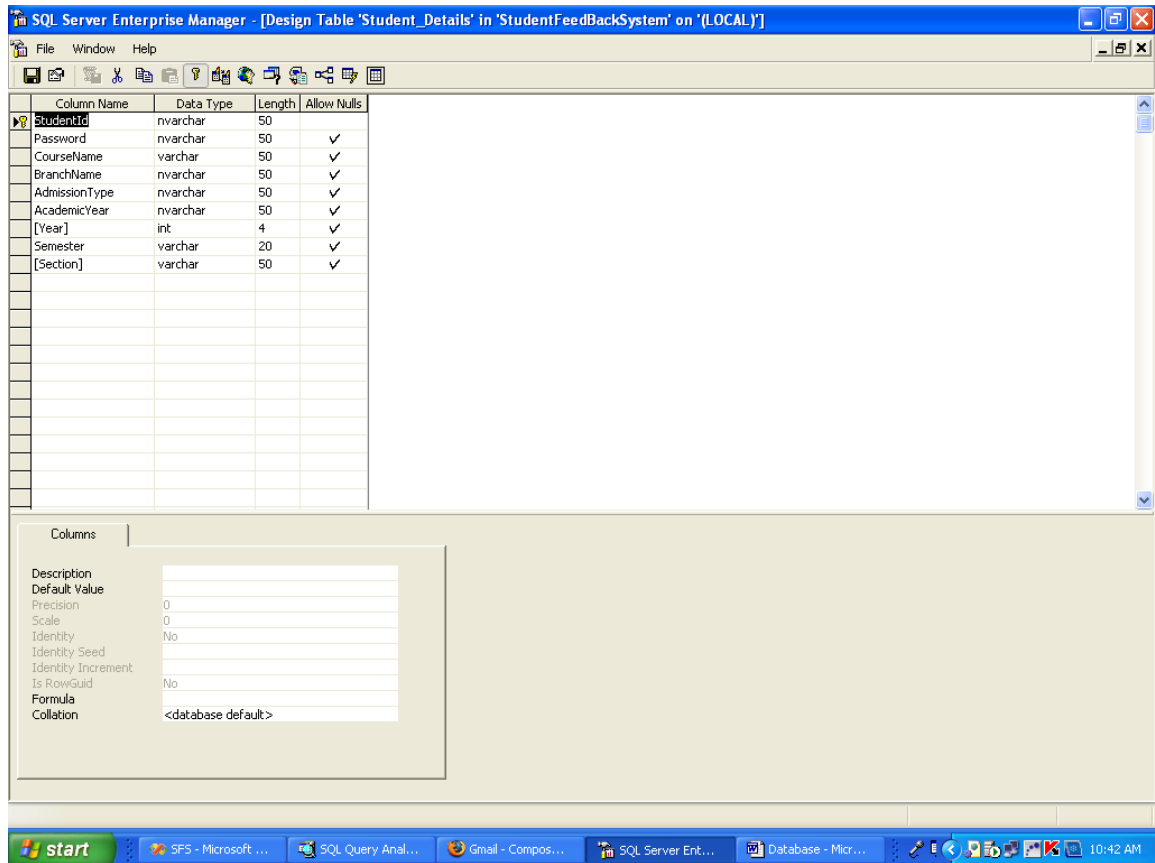 SQL Server Enterprise Manager - [Design Table 'Student_Details' in 'StudentFeedBackSystem' on '(LOCAL)']
File Window Help
Column Name Data Type Length Allow Nulls
StudentId nvarchar 50
Password nvarchar 50
CourseName varchar 50
BranchName nvarchar 50
AdmissionType nvarchar 50
AcademicYear nvarchar 50
[Year] int 4
Semester varchar 20
[Section] varchar 50
Columns
Description
Default Value
Precision 0
Scale 0
Identity No
Identity Seed
Identity Increment
Is RowGuid No
Formula
Collation <database default>
start SFS - Microsoft ... SQL Query Anal... Gmail - Compos... SQL Server Ent... Database - Micr... 10:42 AM